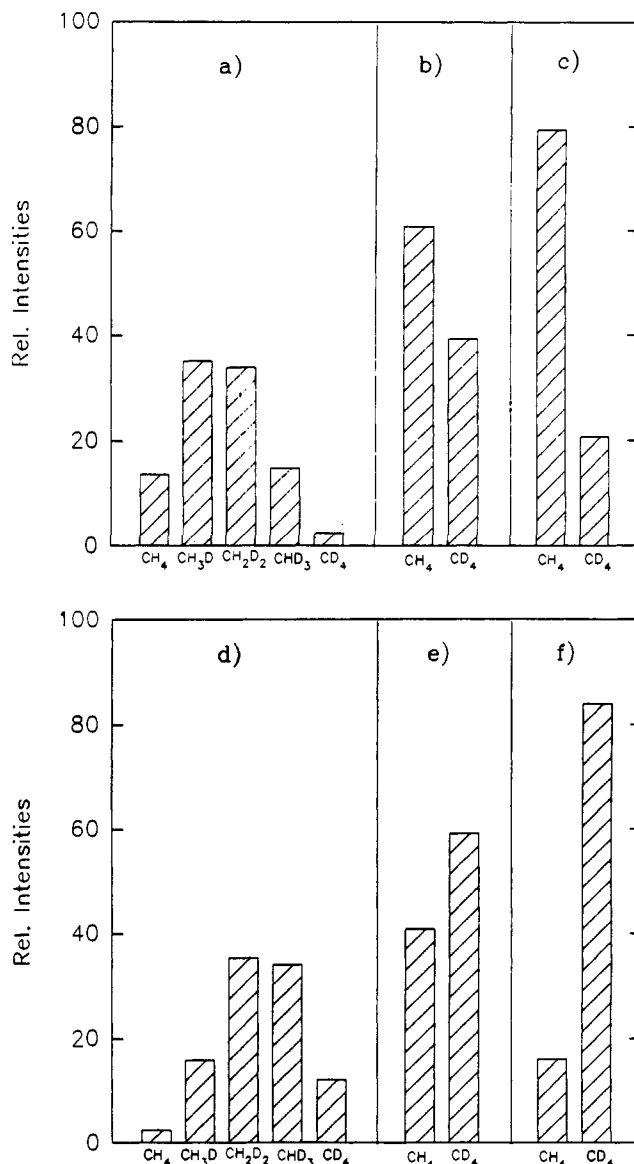 100
80
60
40
20
0
Rel. Intensities
a)
b)
c)
CH₄ CH₃D CH₂D₂ CHD₃ CD₄
CH₄ CD₄
CH₄ CD₄
100
80
60
40
20
0
Rel. Intensities
d)
e)
f)
CH₄ CH₃D CH₂D₂ CHD₃ CD₄
CH₄ CD₄
CH₄ CD₄